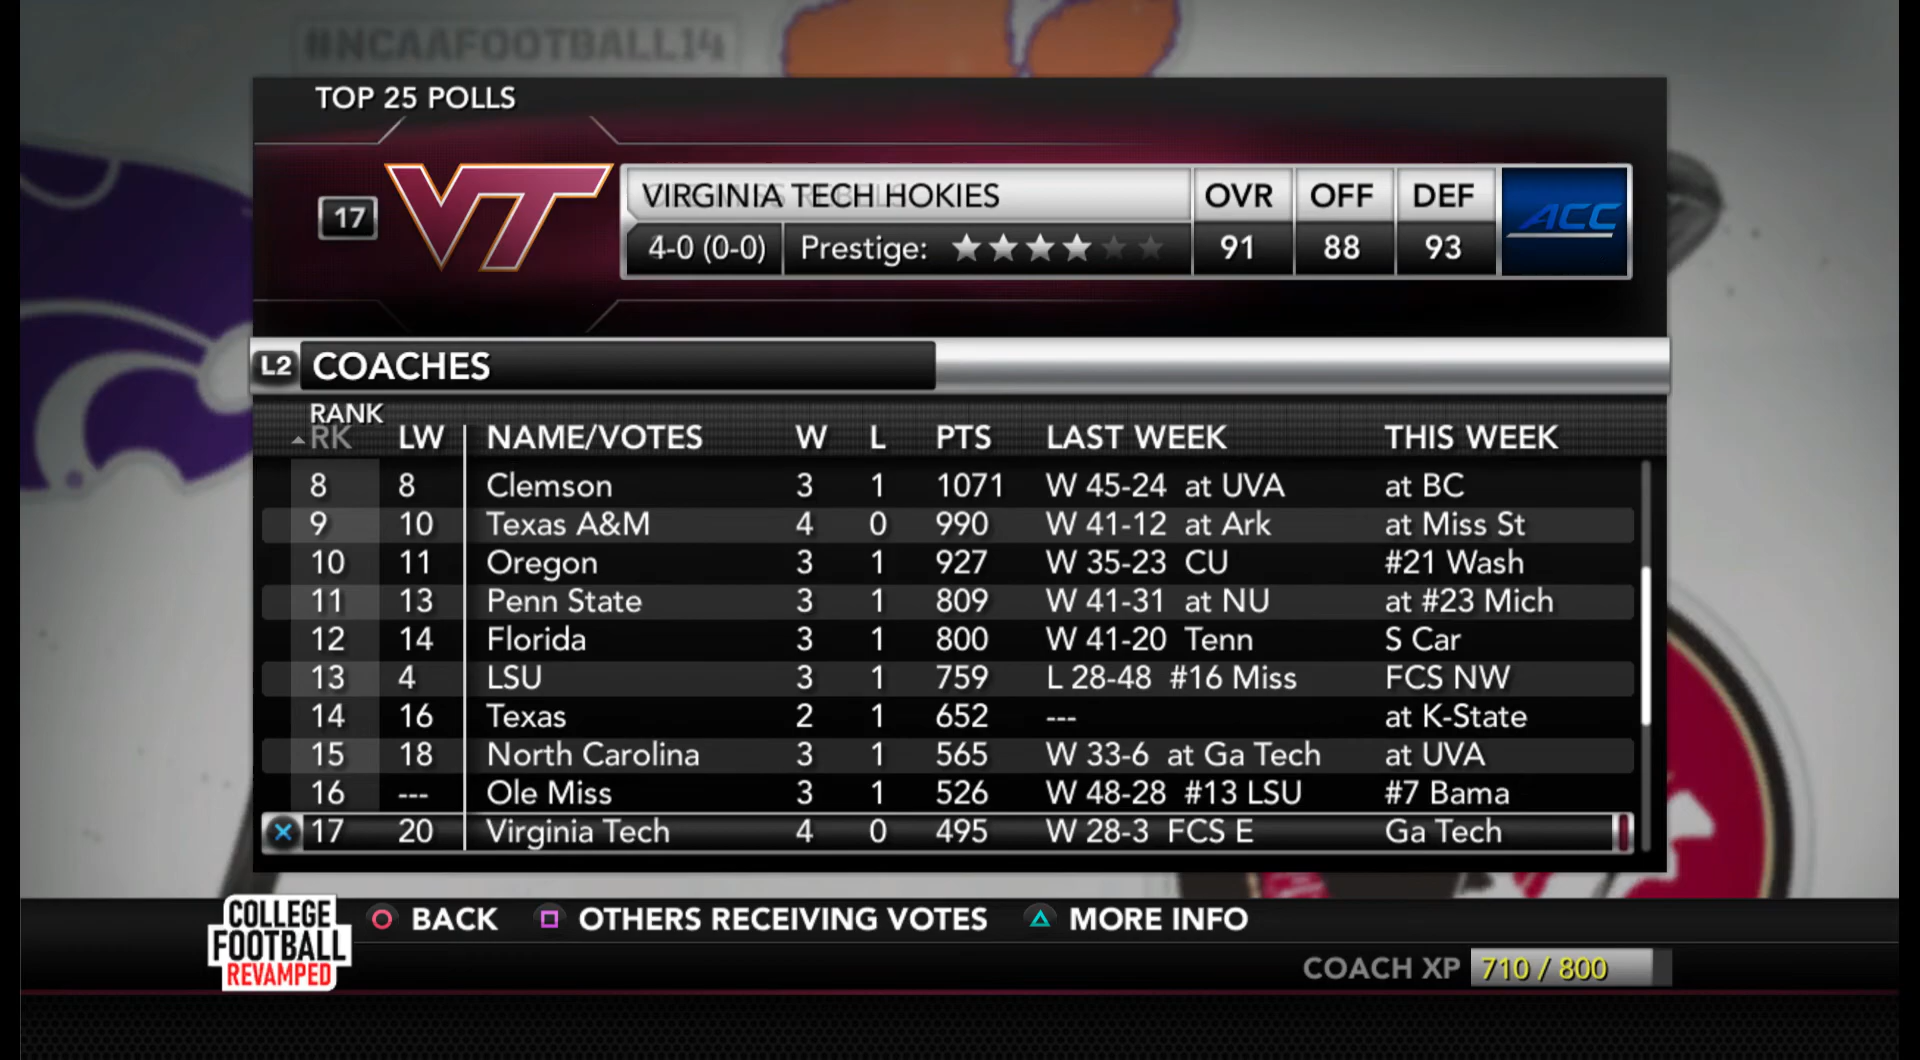 #NCAAFOOTBALL14
TOP 25 POLLS
17 VT VIRGINIA TECH HOKIES OVR OFF DEF ACC
4-0 (0-0) Prestige: 91 88 93
L2 COACHES
RANK
RK LW NAME/VOTES W L PTS LAST WEEK THIS WEEK
8 8 Clemson 3 1 1071 W 45-24 at UVA at BC
9 10 Texas A&M 4 0 990 W 41-12 at Ark at Miss St
10 11 Oregon 3 1 927 W 35-23 CU #21 Wash
11 13 Penn State 3 1 809 W 41-31 at NU at #23 Mich
12 14 Florida 3 1 800 W 41-20 Tenn S Car
13 4 LSU 3 1 759 L 28-48 #16 Miss FCS NW
14 16 Texas 2 1 652 --- at K-State
15 18 North Carolina 3 1 565 W 33-6 at Ga Tech at UVA
16 --- Ole Miss 3 1 526 W 48-28 #13 LSU #7 Bama
17 20 Virginia Tech 4 0 495 W 28-3 FCS E Ga Tech
COLLEGE
FOOTBALL
REVAMPED
BACK OTHERS RECEIVING VOTES MORE INFO
COACH XP 710 / 800